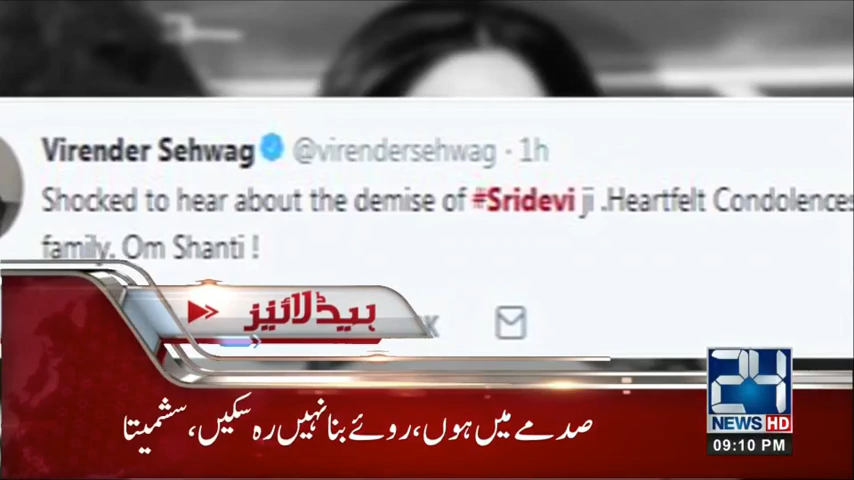 Virender Sehwag @virendersehwag · 1h
Shocked to hear about the demise of #Sridevi ji .Heartfelt Condolences
family. Om Shanti !
ہیڈلائنز
صدمے میں ہوں، روئے بنا نہیں رہ سکیں، سشمیتا
24
NEWS HD
09:10 PM